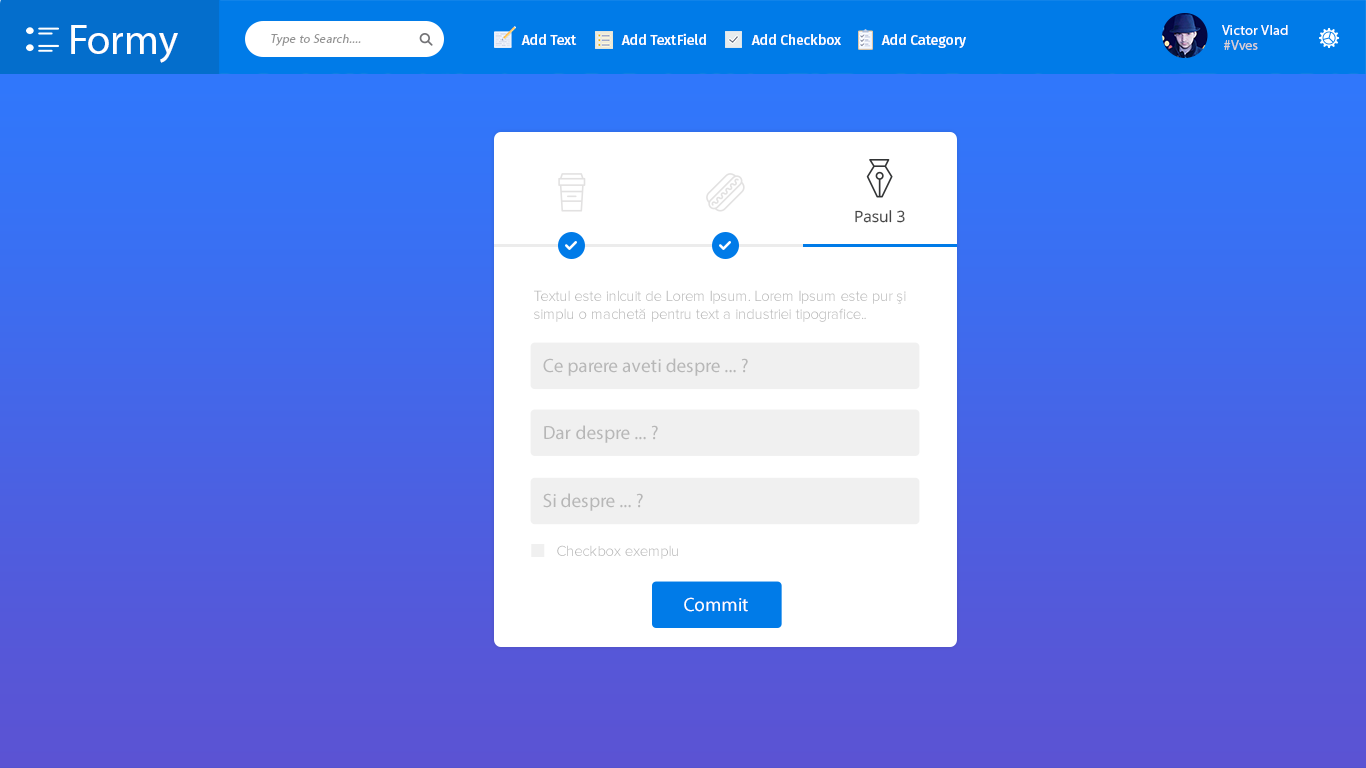 Formy
Type to Search....
Add Text
Add TextField
Add Checkbox
Add Category
Victor Vlad
#Vves
Pasul 3
Textul este inlcuit de Lorem Ipsum. Lorem Ipsum este pur şi
simplu o machetă pentru text a industriei tipografice..
Ce parere aveti despre ... ?
Dar despre ... ?
Si despre ... ?
Checkbox exemplu
Commit